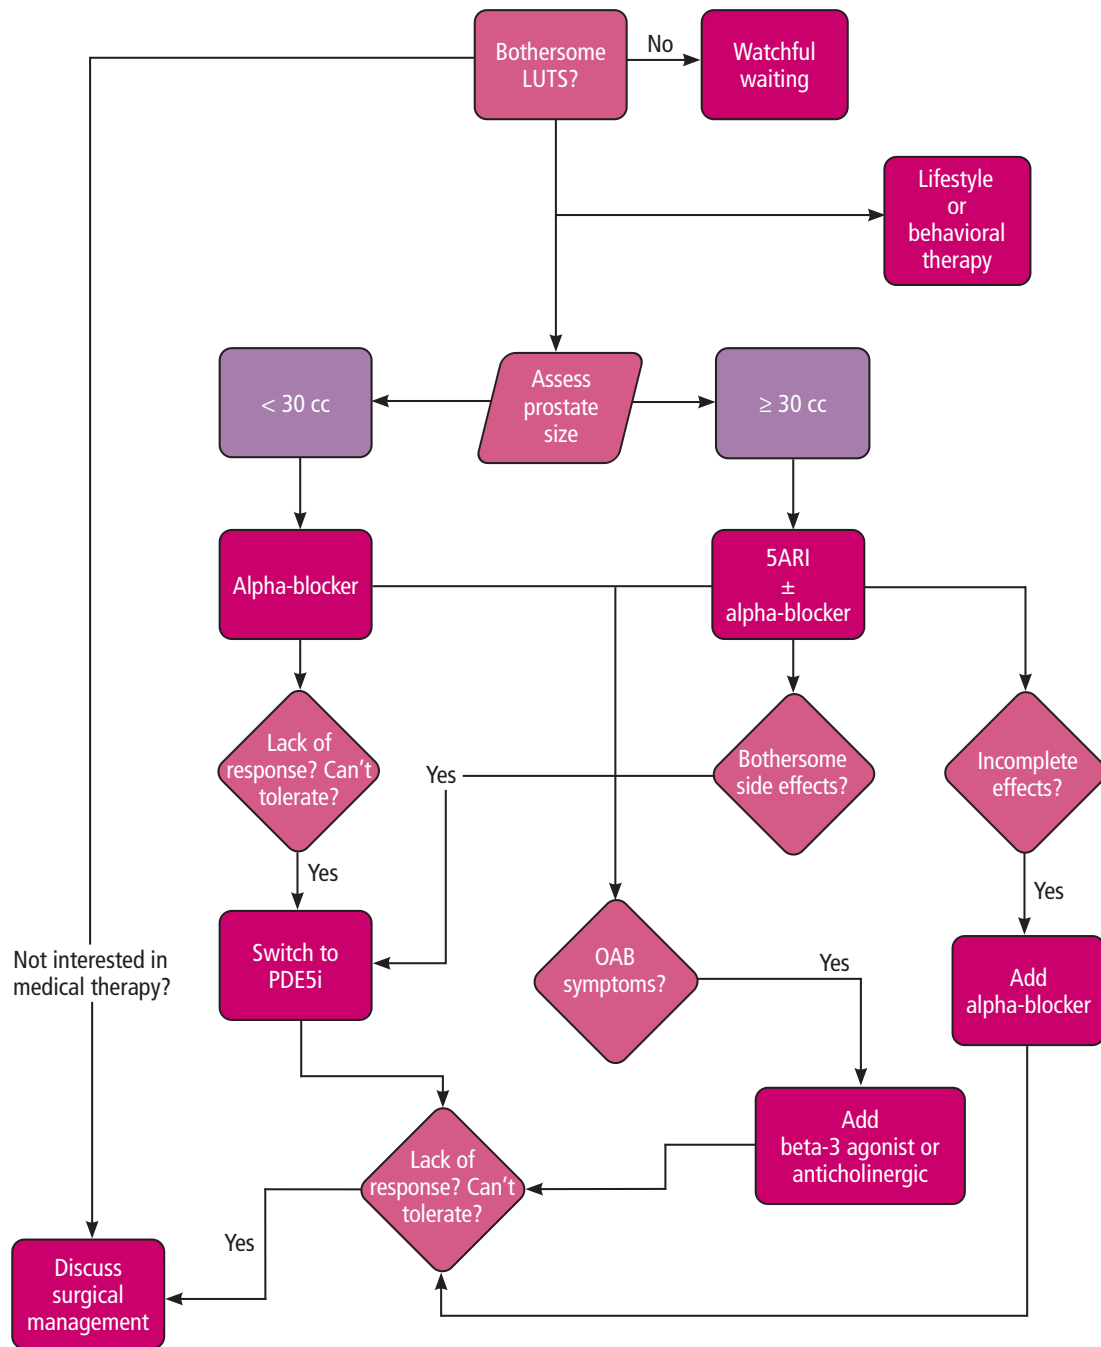 Bothersome
LUTS?
No
Watchful
waiting
Lifestyle
or
behavioral
therapy
< 30 cc
Assess
prostate
size
≥ 30 cc
Alpha-blocker
5ARI
±
alpha-blocker
Lack of
response? Can't
tolerate?
Yes
Bothersome
side effects?
Incomplete
effects?
Yes
Yes
Switch to
PDE5i
OAB
symptoms?
Yes
Add
alpha-blocker
Not interested in
medical therapy?
Add
beta-3 agonist or
anticholinergic
Lack of
response? Can't
tolerate?
Yes
Discuss
surgical
management